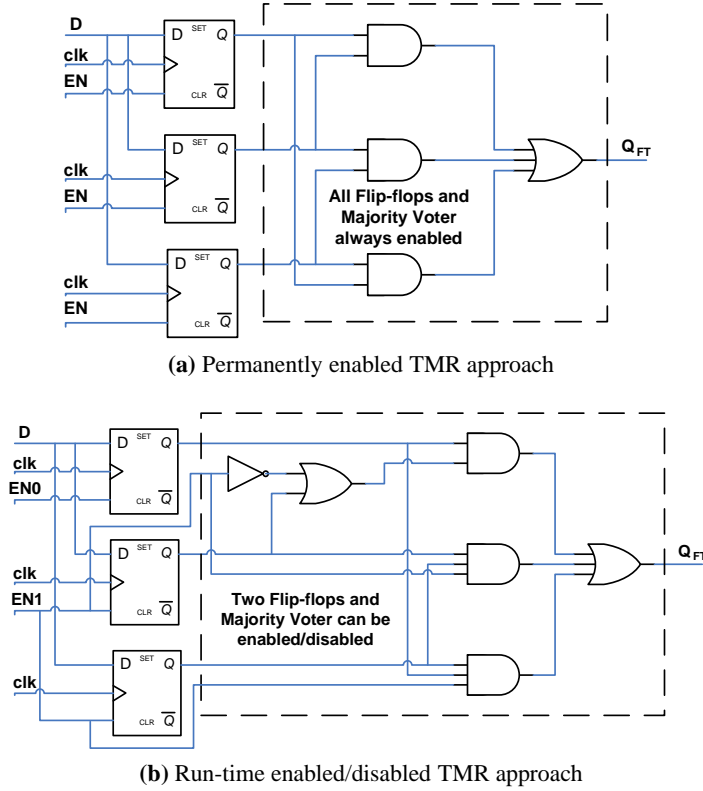 D
D SET Q
clk
EN
CLR Q
D SET Q
clk
EN
CLR Q
QFT
All Flip-flops and
Majority Voter
always enabled
D SET Q
clk
EN
CLR Q
(a) Permanently enabled TMR approach
D
D SET Q
clk
EN0
CLR Q
D SET Q
clk
EN1
CLR Q
QFT
Two Flip-flops and
Majority Voter can be
enabled/disabled
D SET Q
clk
CLR Q
(b) Run-time enabled/disabled TMR approach